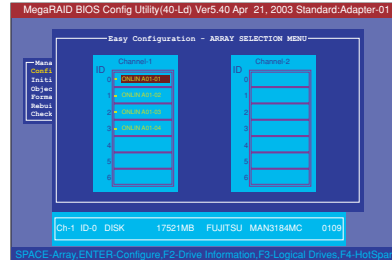 MegaRAID BIOS Config Utility(40-Ld) Ver5.40 Apr 21, 2003 Standard:Adapter-01
Easy Configuration - ARRAY SELECTION MENU
Mana
Confi
Initi
Objec
Forma
Rebui
Check
Channel-1
ID
0 ONLIN A01-01
1 ONLIN A01-02
2 ONLIN A01-03
3 ONLIN A01-04
4
5
6
Channel-2
ID
0
1
2
3
4
5
6
Ch-1 ID-0 DISK 17521MB FUJITSU MAN3184MC 0109
SPACE-Array,ENTER-Configure,F2-Drive Information,F3-Logical Drives,F4-HotSpar